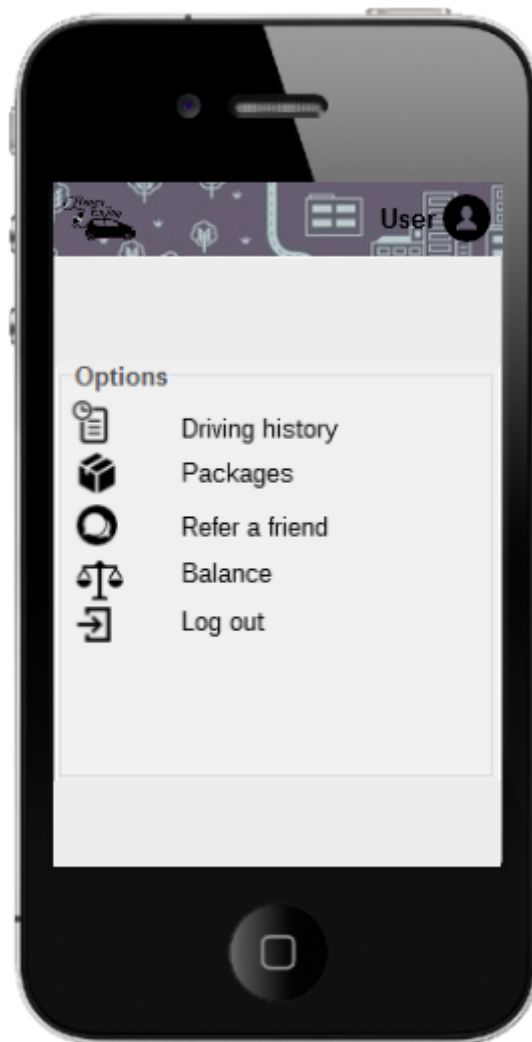 User
Options
Driving history
Packages
Refer a friend
Balance
Log out